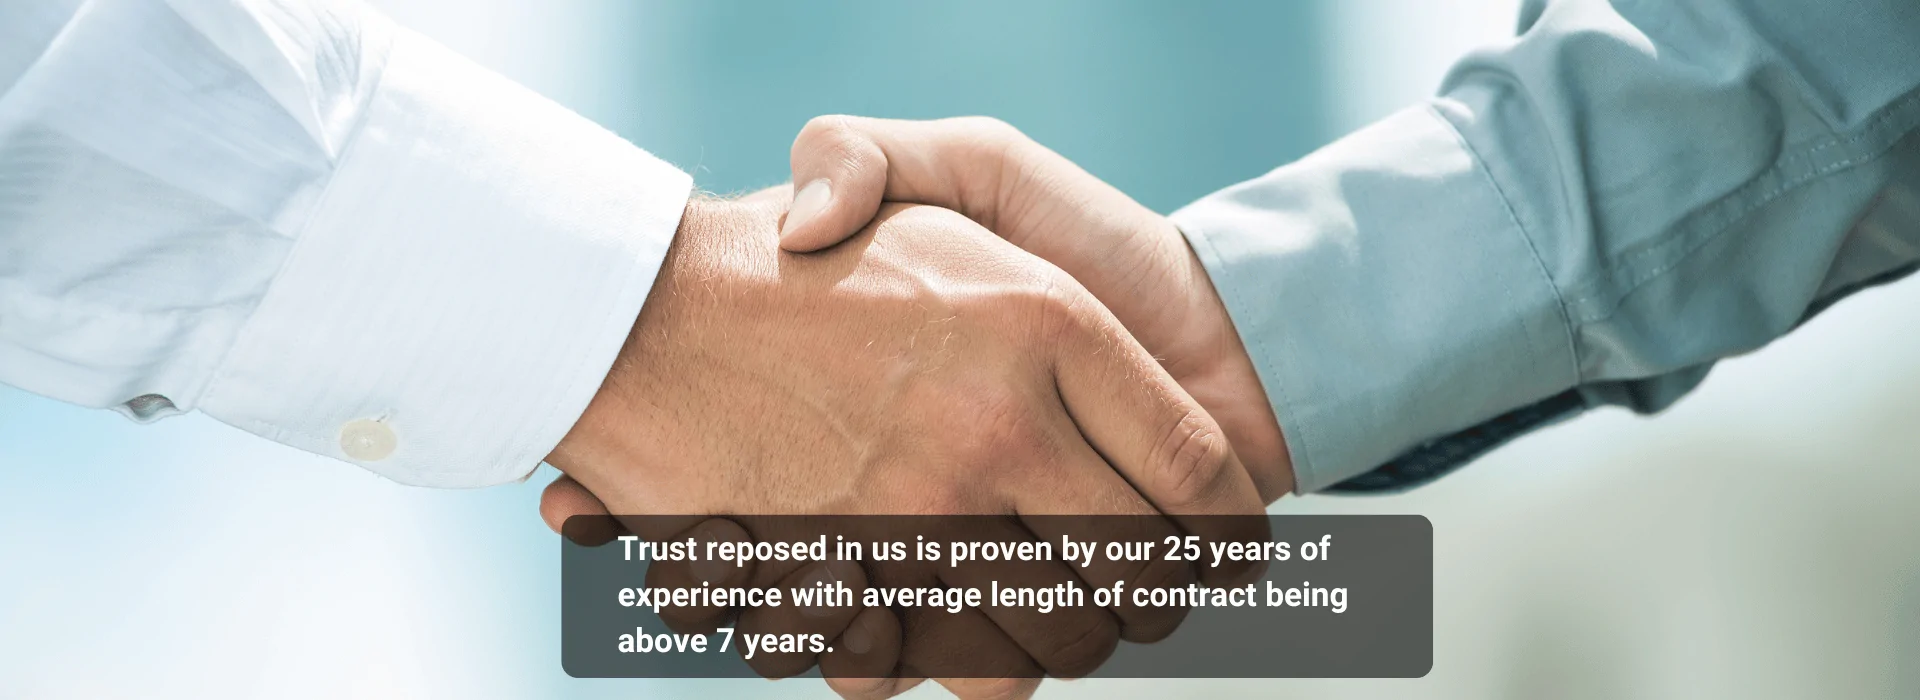 Trust reposed in us is proven by our 25 years of
experience with average length of contract being
above 7 years.